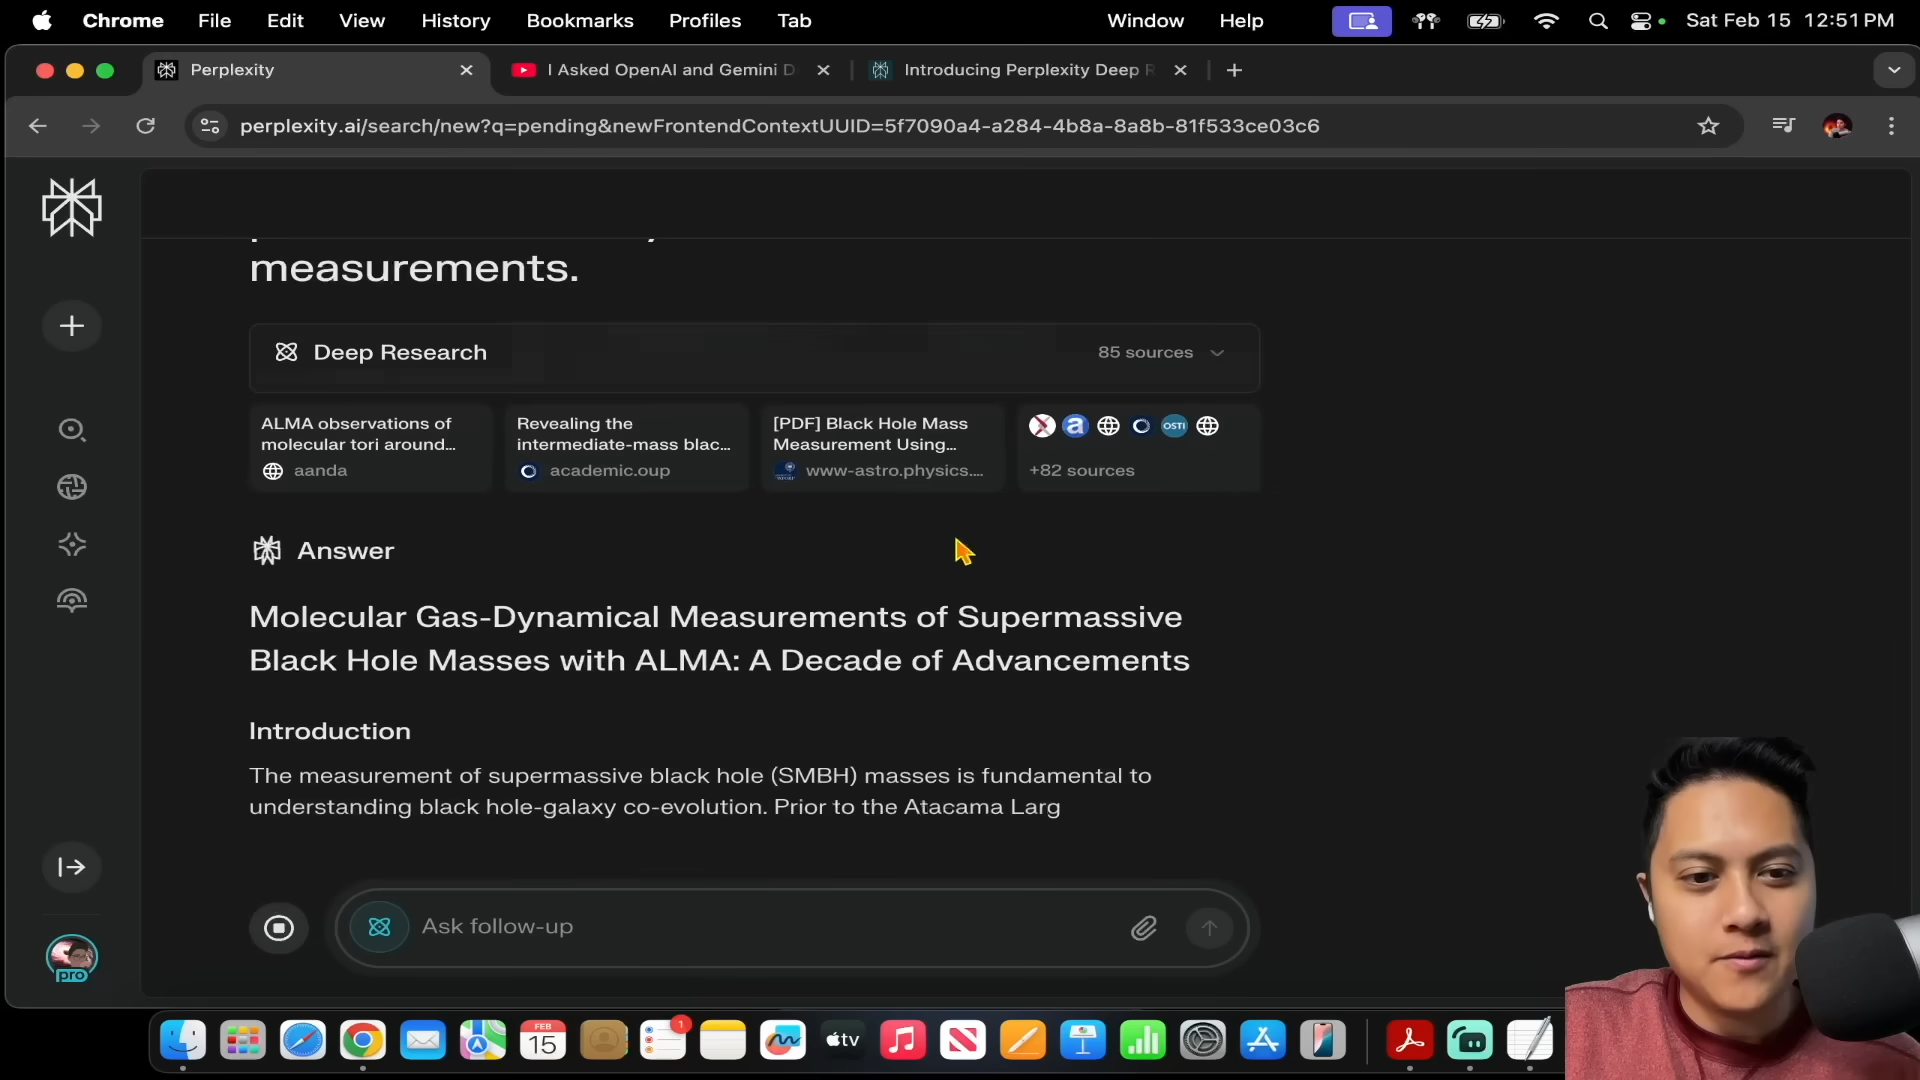 Chrome File Edit View History Bookmarks Profiles Tab Window Help Sat Feb 15 12:51 PM
Perplexity
I Asked OpenAI and Gemini D
Introducing Perplexity Deep R
perplexity.ai/search/new?q=pending&newFrontendContextUUID=5f7090a4-a284-4b8a-8a8b-81f533ce03c6
measurements.
Deep Research 85 sources
ALMA observations of
molecular tori around...
aanda
Revealing the
intermediate-mass blac...
academic.oup
[PDF] Black Hole Mass
Measurement Using...
www-astro.physics....
OSTI
+82 sources
Answer
Molecular Gas-Dynamical Measurements of Supermassive
Black Hole Masses with ALMA: A Decade of Advancements
Introduction
The measurement of supermassive black hole (SMBH) masses is fundamental to
understanding black hole-galaxy co-evolution. Prior to the Atacama Larg
Ask follow-up
pro
FEB
15
1
tv